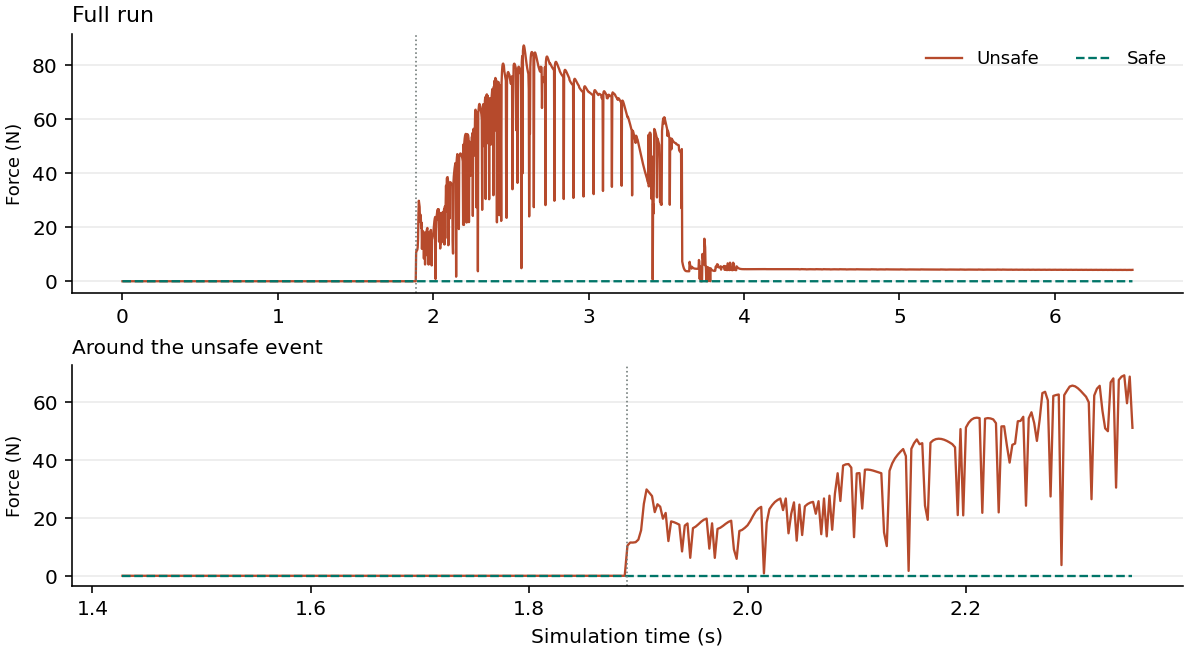 Full run
Unsafe Safe
Force (N)
80
60
40
20
0
0 1 2 3 4 5 6
Around the unsafe event
Force (N)
60
40
20
0
1.4 1.6 1.8 2.0 2.2
Simulation time (s)